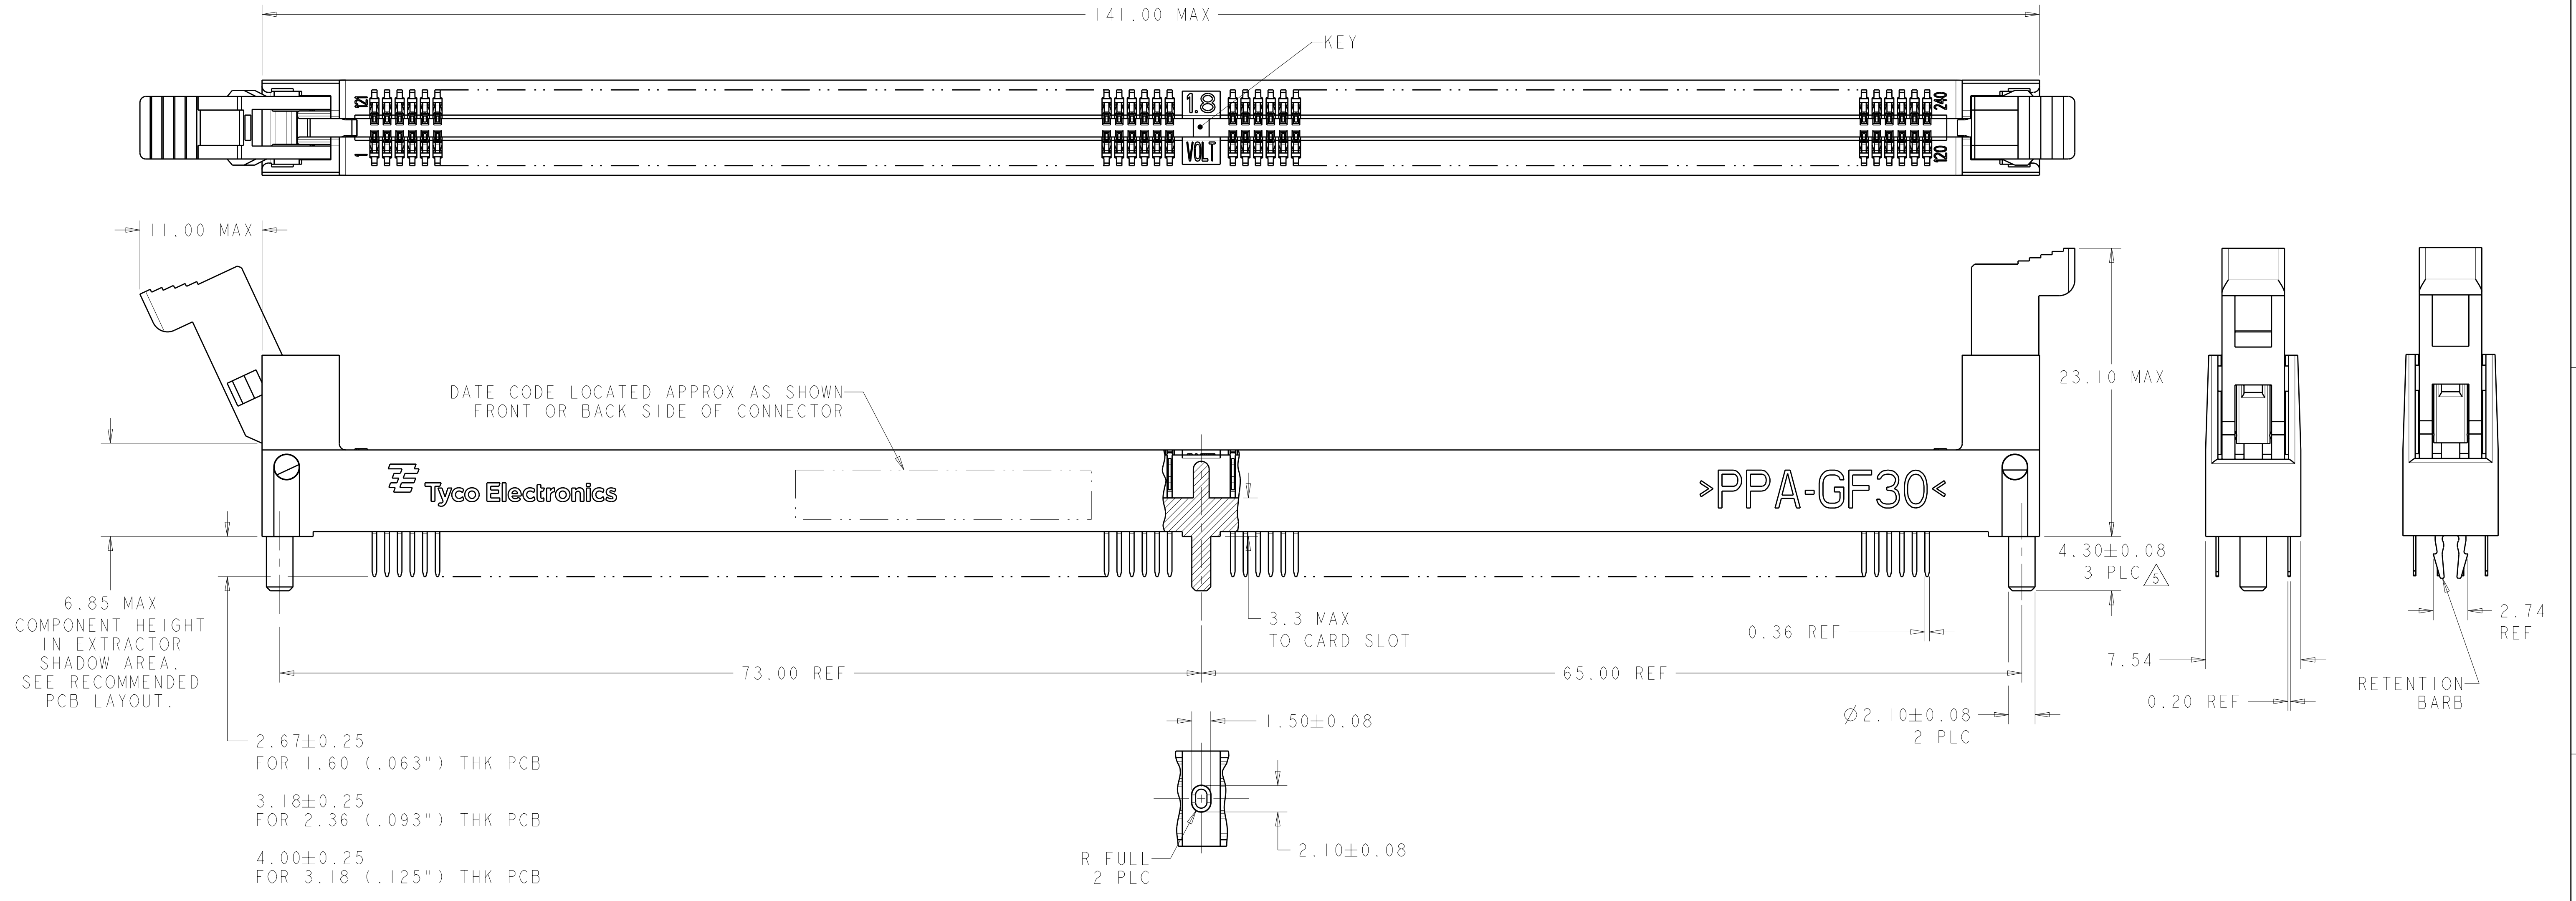 141.00 MAX
KEY
121
1.8
240
1
VOLT
120
11.00 MAX
23.10 MAX
DATE CODE LOCATED APPROX AS SHOWN
FRONT OR BACK SIDE OF CONNECTOR
Tyco Electronics
>PPA-GF30<
4.30±0.08
3 PLC 5
6.85 MAX
COMPONENT HEIGHT
IN EXTRACTOR
SHADOW AREA.
SEE RECOMMENDED
PCB LAYOUT.
3.3 MAX
TO CARD SLOT
0.36 REF
2.74
REF
7.54
73.00 REF
65.00 REF
RETENTION
BARB
0.20 REF
Ø2.10±0.08
2 PLC
1.50±0.08
2.67±0.25
FOR 1.60 (.063") THK PCB
3.18±0.25
FOR 2.36 (.093") THK PCB
4.00±0.25
FOR 3.18 (.125") THK PCB
R FULL
2 PLC
2.10±0.08